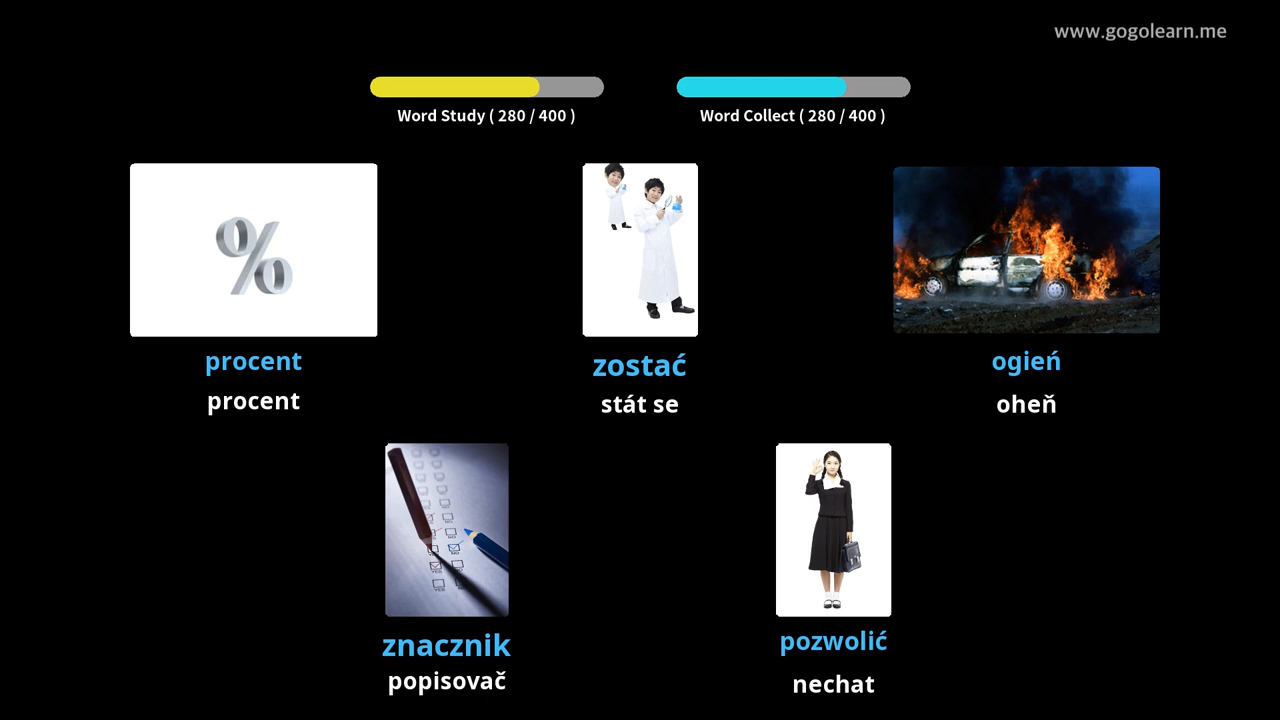 www.gogolearn.me
Word Study ( 280 / 400 )
Word Collect ( 280 / 400 )
%
procent
procent
zostać
stát se
ogień
oheň
znacznik
popisovač
pozwolić
nechat